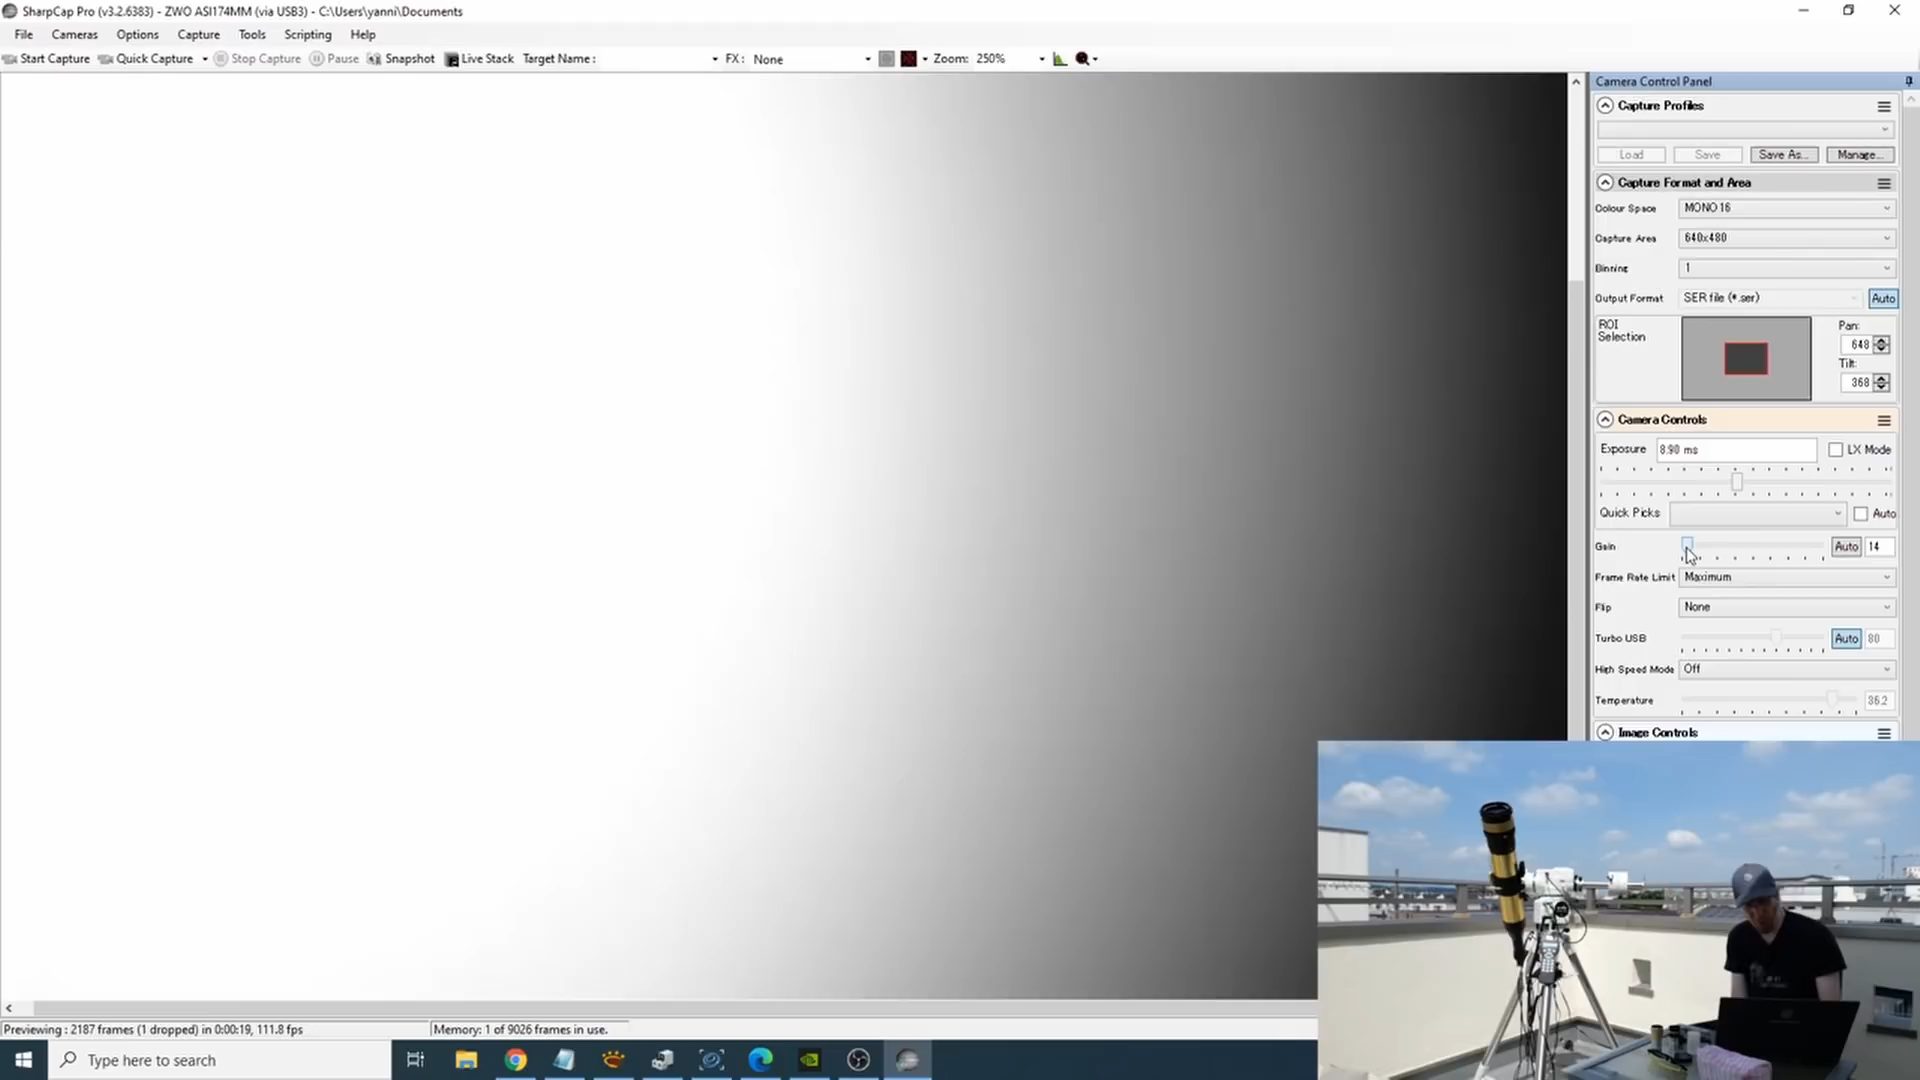 SharpCap Pro (v3.2.6383) - ZWO ASI174MM (via USB3) - C:\Users\yanni\Documents
File Cameras Options Capture Tools Scripting Help
Start Capture Quick Capture Stop Capture Pause Snapshot Live Stack Target Name : FX : None Zoom: 250%
Camera Control Panel
Capture Profiles
Load Save Save As... Manage...
Capture Format and Area
Colour Space MONO16
Capture Area 640x480
Binning 1
Output Format SER file (*.ser) Auto
ROI Selection
Pan:
648
Tilt:
368
Camera Controls
Exposure 8.90 ms LX Mode
Quick Picks Auto
Gain Auto 14
Frame Rate Limit Maximum
Flip None
Turbo USB Auto 80
High Speed Mode Off
Temperature 36.2
Image Controls
Previewing : 2187 frames (1 dropped) in 0:00:19, 111.8 fps Memory: 1 of 9026 frames in use.
Type here to search